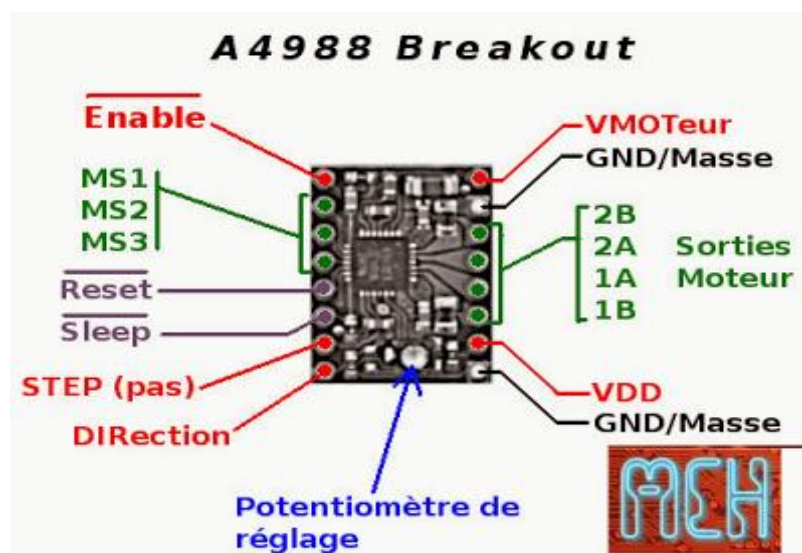 A4988 Breakout
Enable
MS1
MS2
MS3
Reset
Sleep
STEP (pas)
DIRection
VMOTeur
GND/Masse
2B
2A Sorties
1A Moteur
1B
VDD
GND/Masse
Potentiomètre de
réglage
MCH